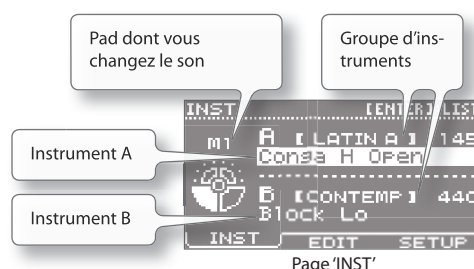 Pad dont vous
changez le son
Groupe d'ins-
truments
INST
[ENTER] LIST
M1
A [ LATIN A ] 145
Instrument A
Conga H Open
B [CONTEMP ] 440
Instrument B
Block Lo
INST EDIT SETUP
Page 'INST'